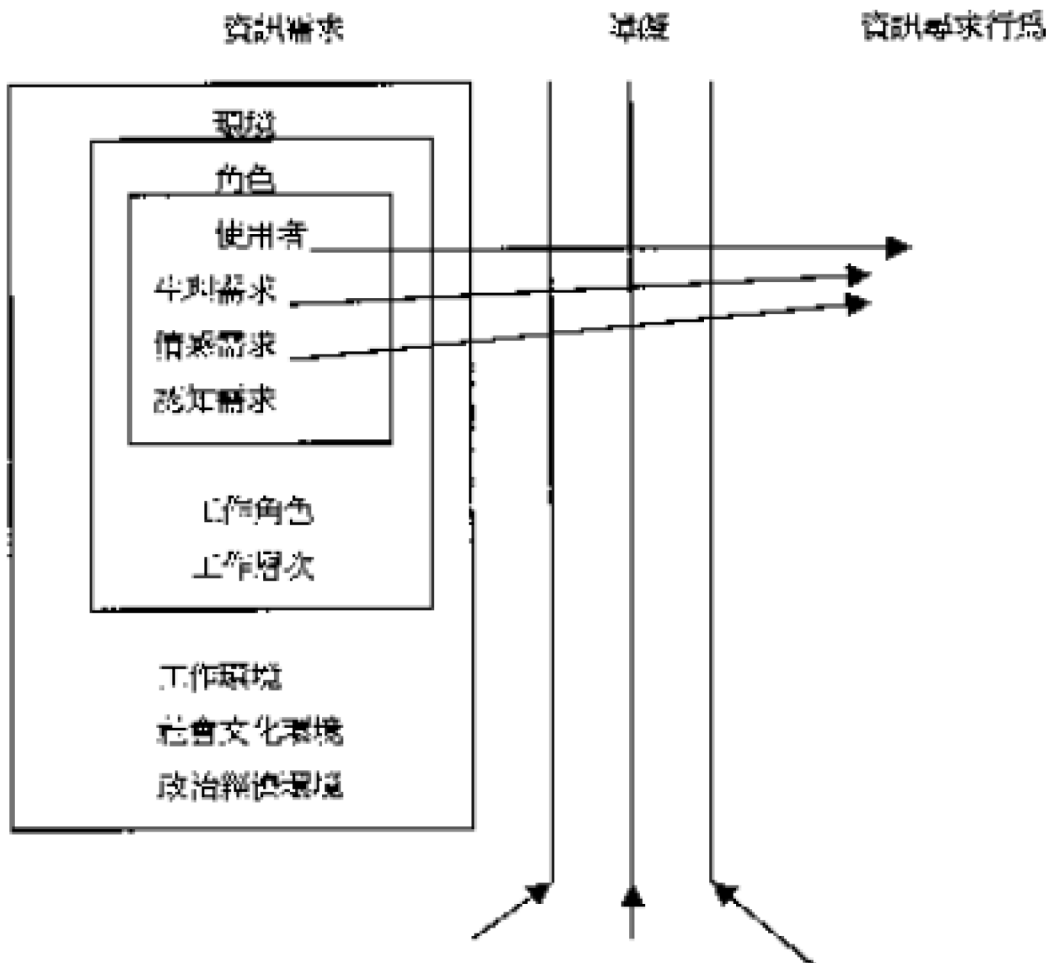 資訊需求 障礙 資訊尋求行為
環境
角色
使用者
生理需求
情感需求
認知需求
工作角色
工作層次
工作環境
社會文化環境
政治經濟環境